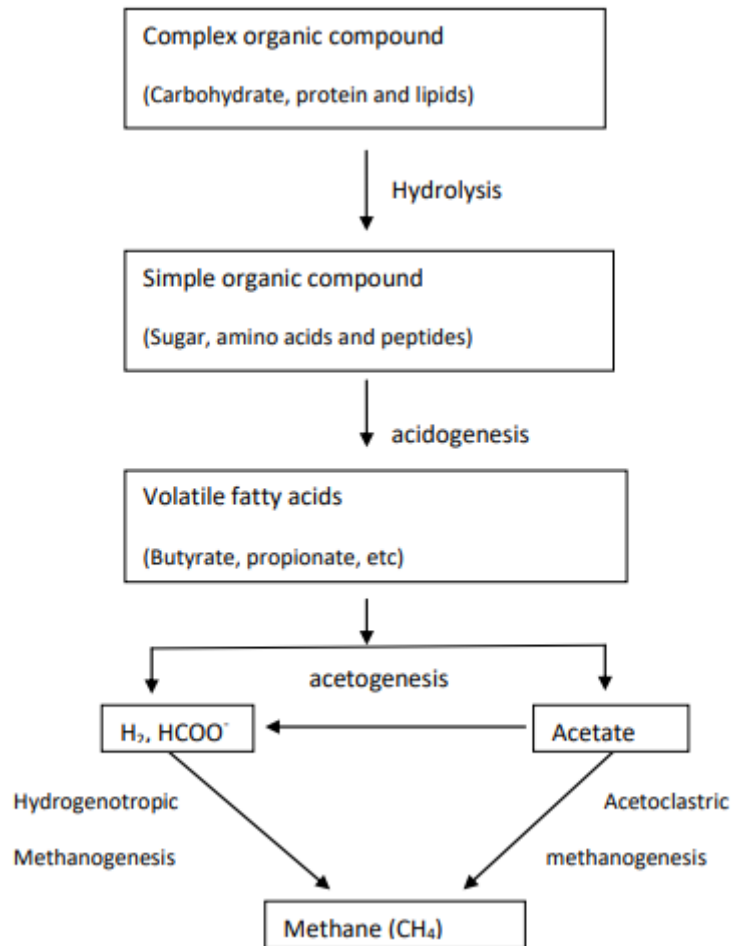 Complex organic compound
(Carbohydrate, protein and lipids)
Hydrolysis
Simple organic compound
(Sugar, amino acids and peptides)
acidogenesis
Volatile fatty acids
(Butyrate, propionate, etc)
acetogenesis
H₂, HCOO⁻
Acetate
Hydrogenotropic
Methanogenesis
Acetoclastric
methanogenesis
Methane (CH₄)